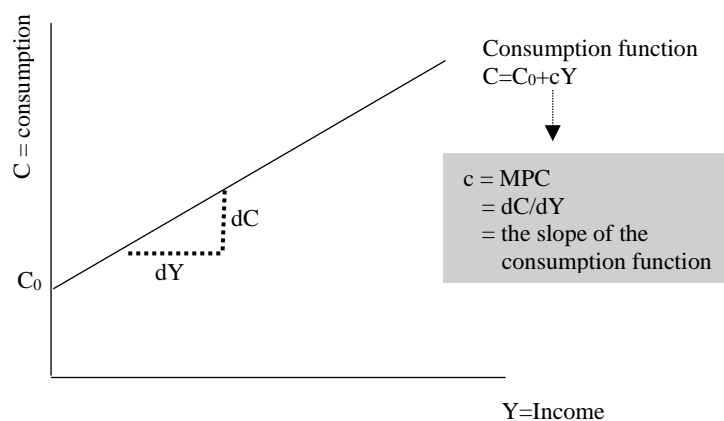 C = consumption
Consumption function
C=C₀+cY
c = MPC
= dC/dY
= the slope of the
consumption function
dC
dY
C₀
Y=Income